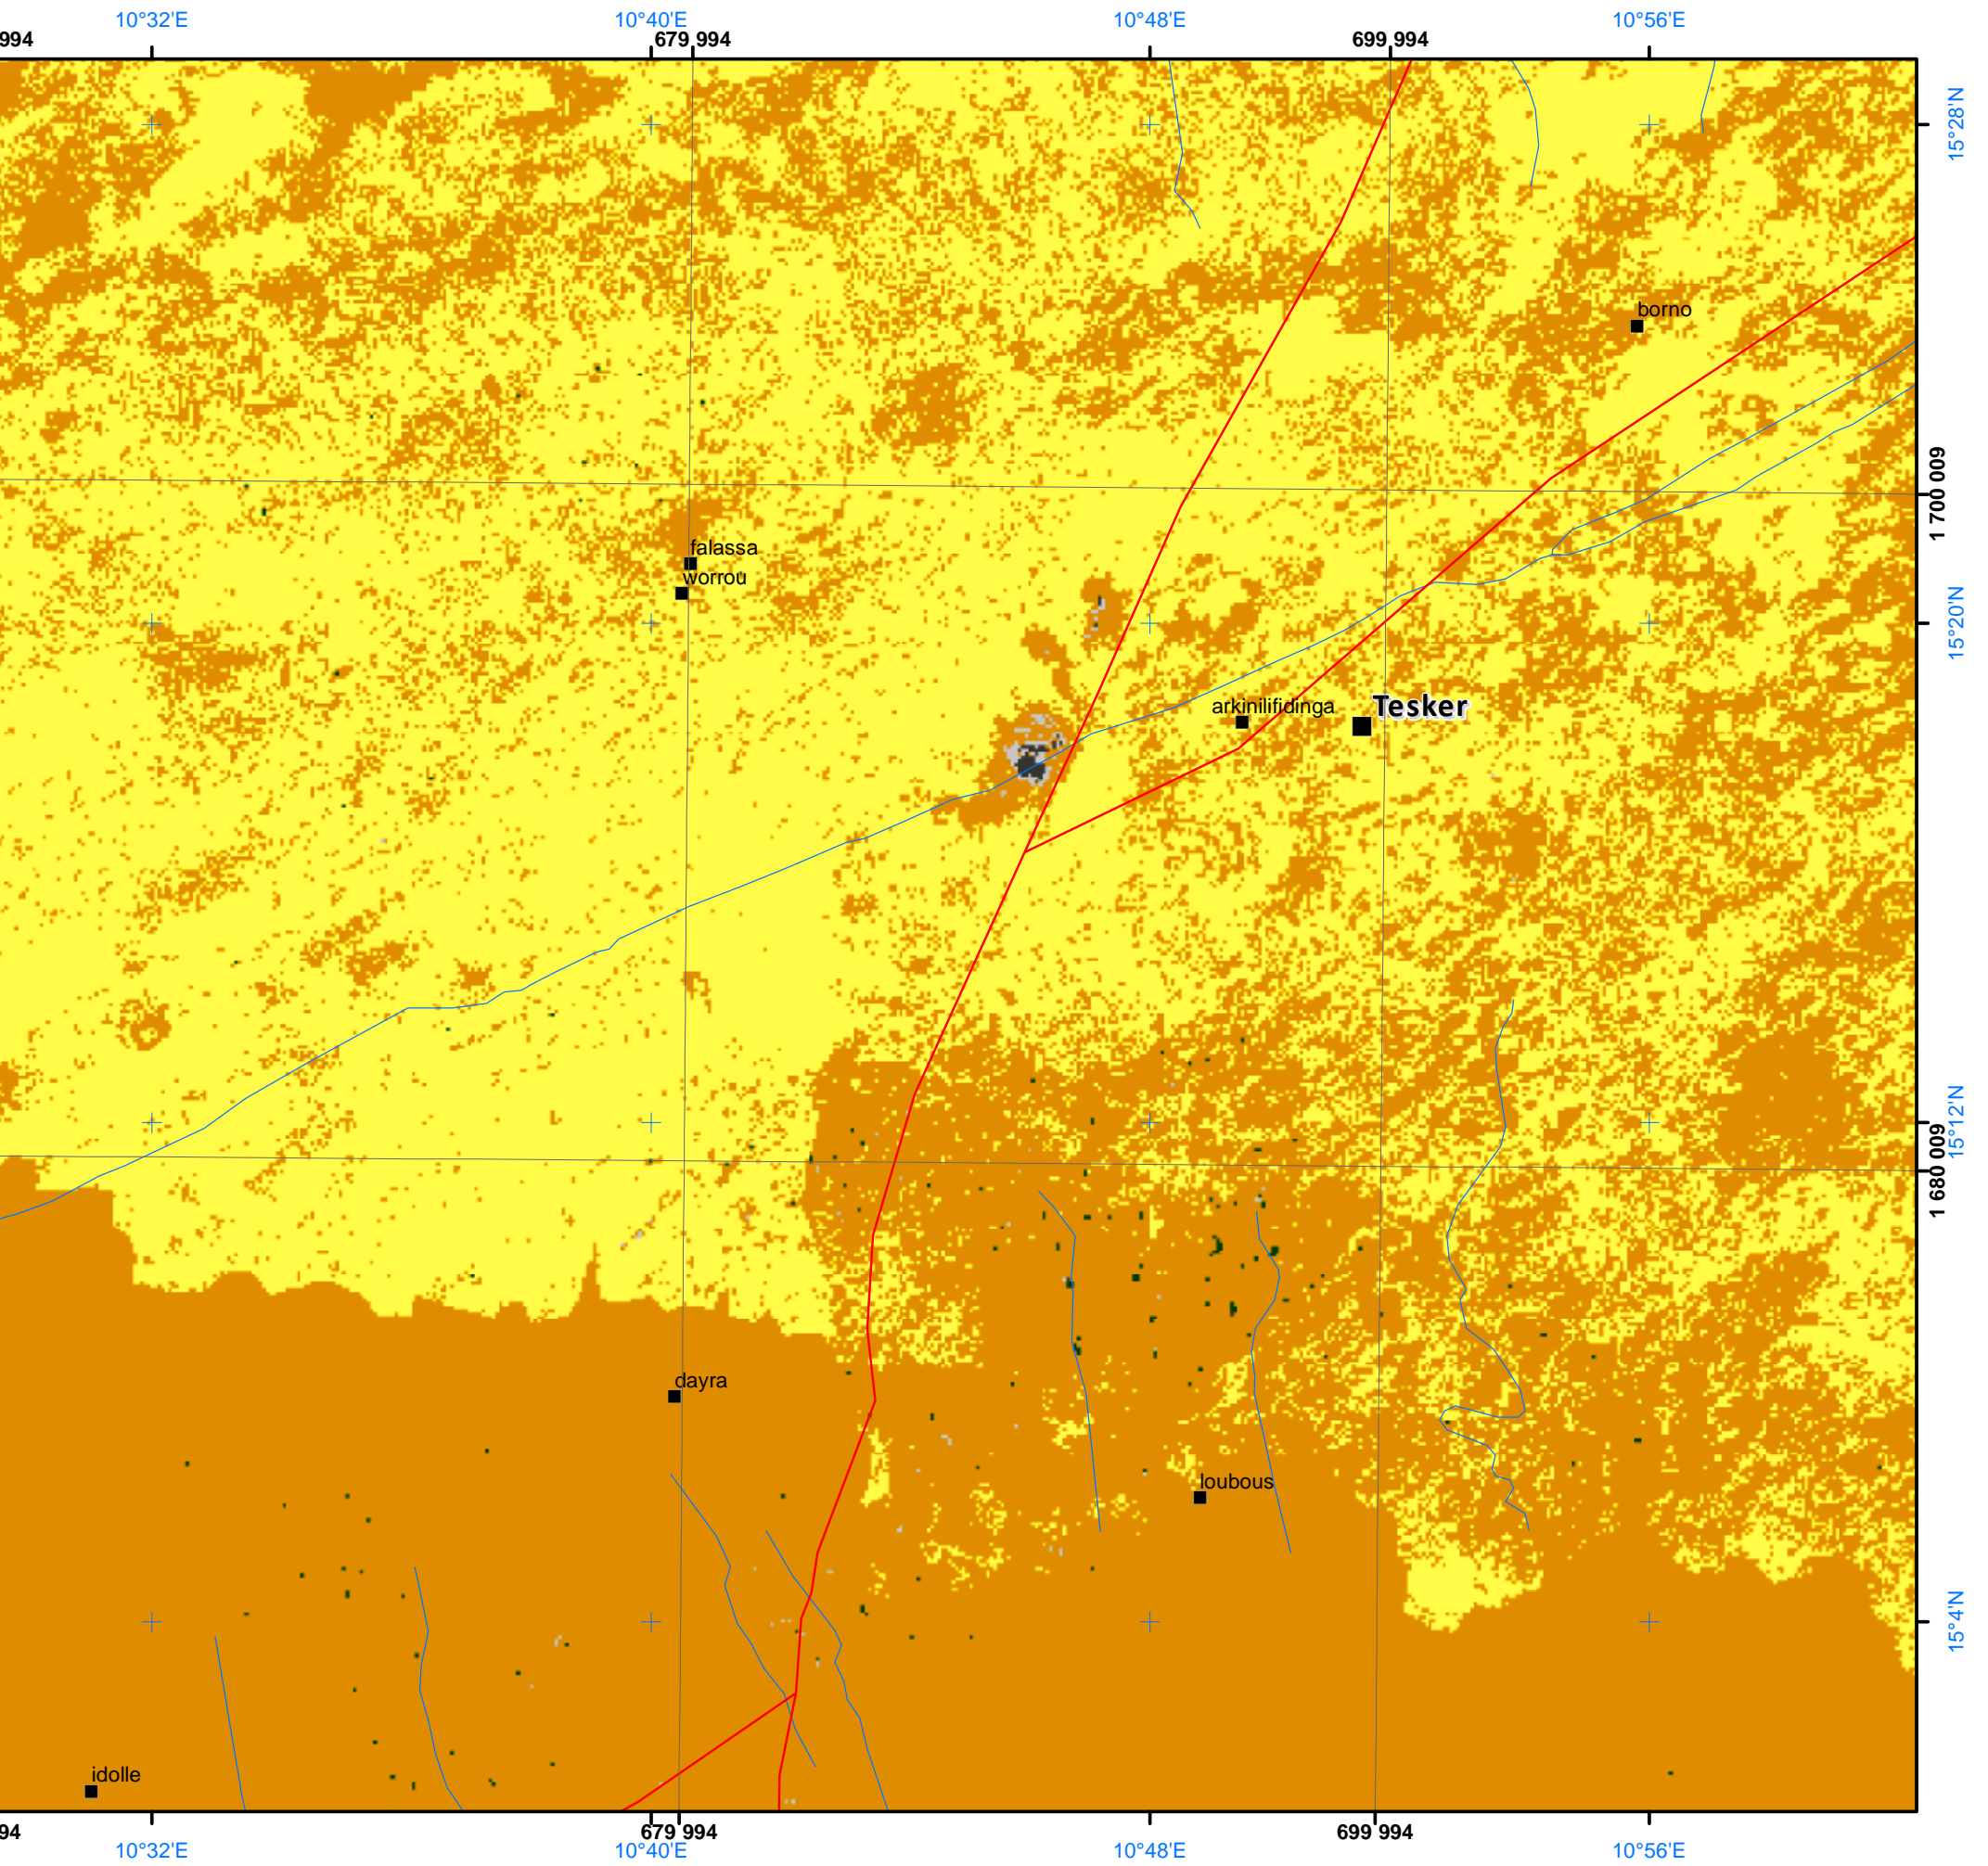 10°32'E 10°40'E 10°48'E 10°56'E
994 679 994 699 994
15°28'N
borno
1 700 009
falassa
worrou
15°20'N
arkinilifidinga Tesker
15°12'N
1 680 009
dayra
loubous
15°4'N
idolle
94 679 994 699 994
10°32'E 10°40'E 10°48'E 10°56'E